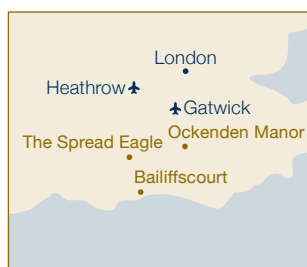 London
Heathrow
Gatwick
Ockenden Manor
The Spread Eagle
Bailiffscourt